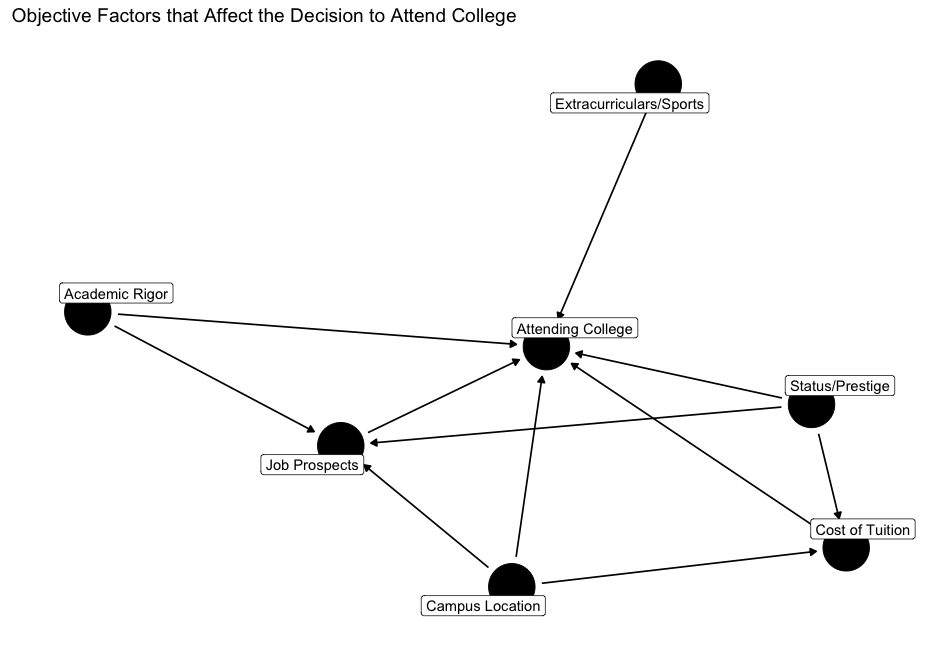 Objective Factors that Affect the Decision to Attend College
Extracurriculars/Sports
Academic Rigor
Attending College
Status/Prestige
Job Prospects
Cost of Tuition
Campus Location